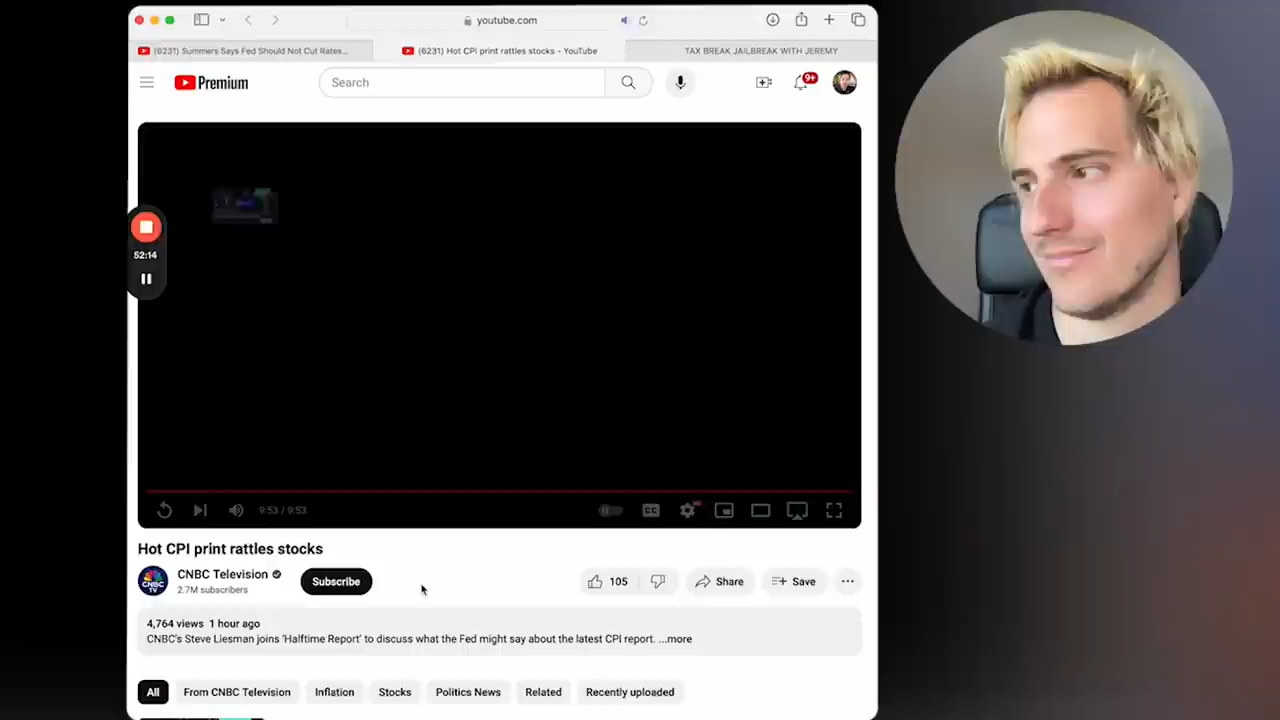 youtube.com
(6231) Summers Says Fed Should Not Cut Rates...
(6231) Hot CPI print rattles stocks - YouTube
TAX BREAK JAILBREAK WITH JEREMY
Premium
Search
9+
52:14
9:53 / 9:53
CC
Hot CPI print rattles stocks
CNBC Television
2.7M subscribers
Subscribe
105
Share
Save
4,764 views 1 hour ago
CNBC's Steve Liesman joins 'Halftime Report' to discuss what the Fed might say about the latest CPI report. ...more
All
From CNBC Television
Inflation
Stocks
Politics News
Related
Recently uploaded